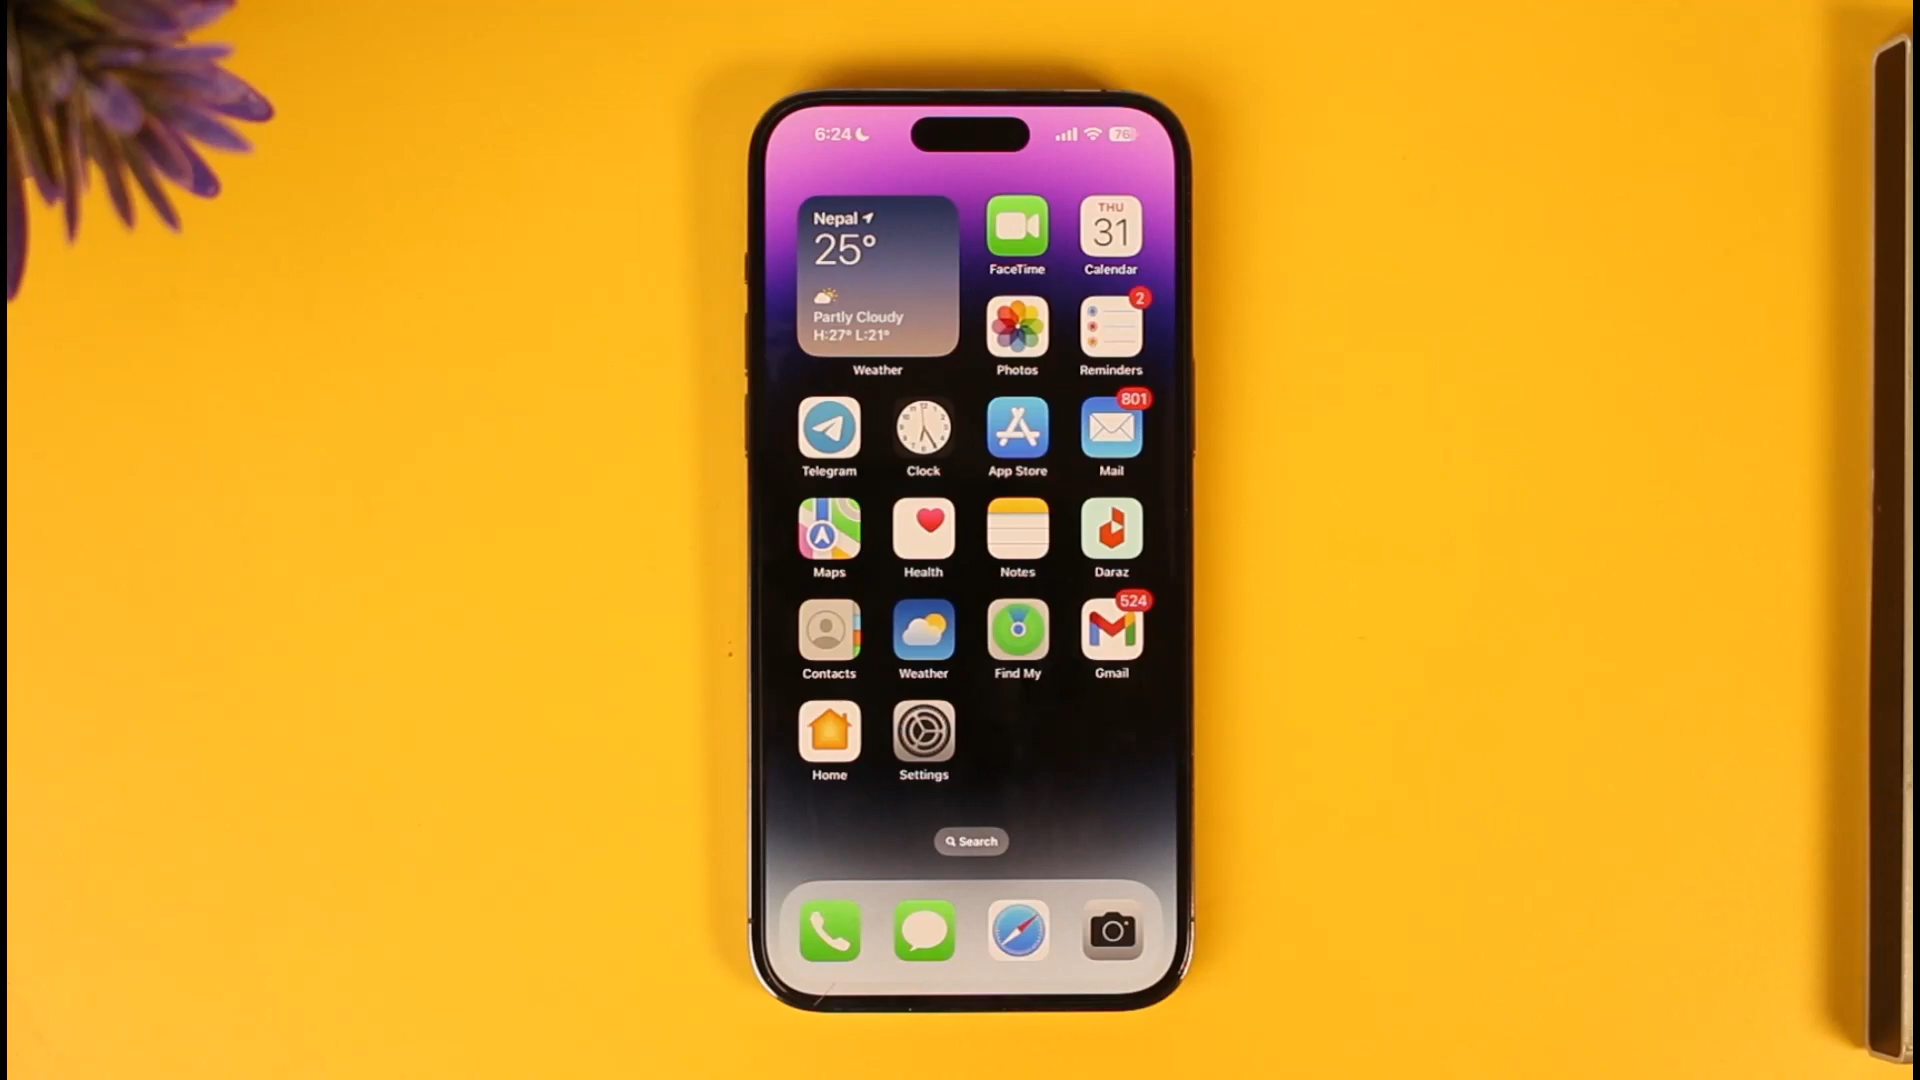 6:24
76
Nepal
25°
Partly Cloudy
H:27° L:21°
Weather
FaceTime
THU
31
Calendar
Photos
2
Reminders
Telegram
Clock
App Store
801
Mail
Maps
Health
Notes
Daraz
Contacts
Weather
Find My
524
Gmail
Home
Settings
Search